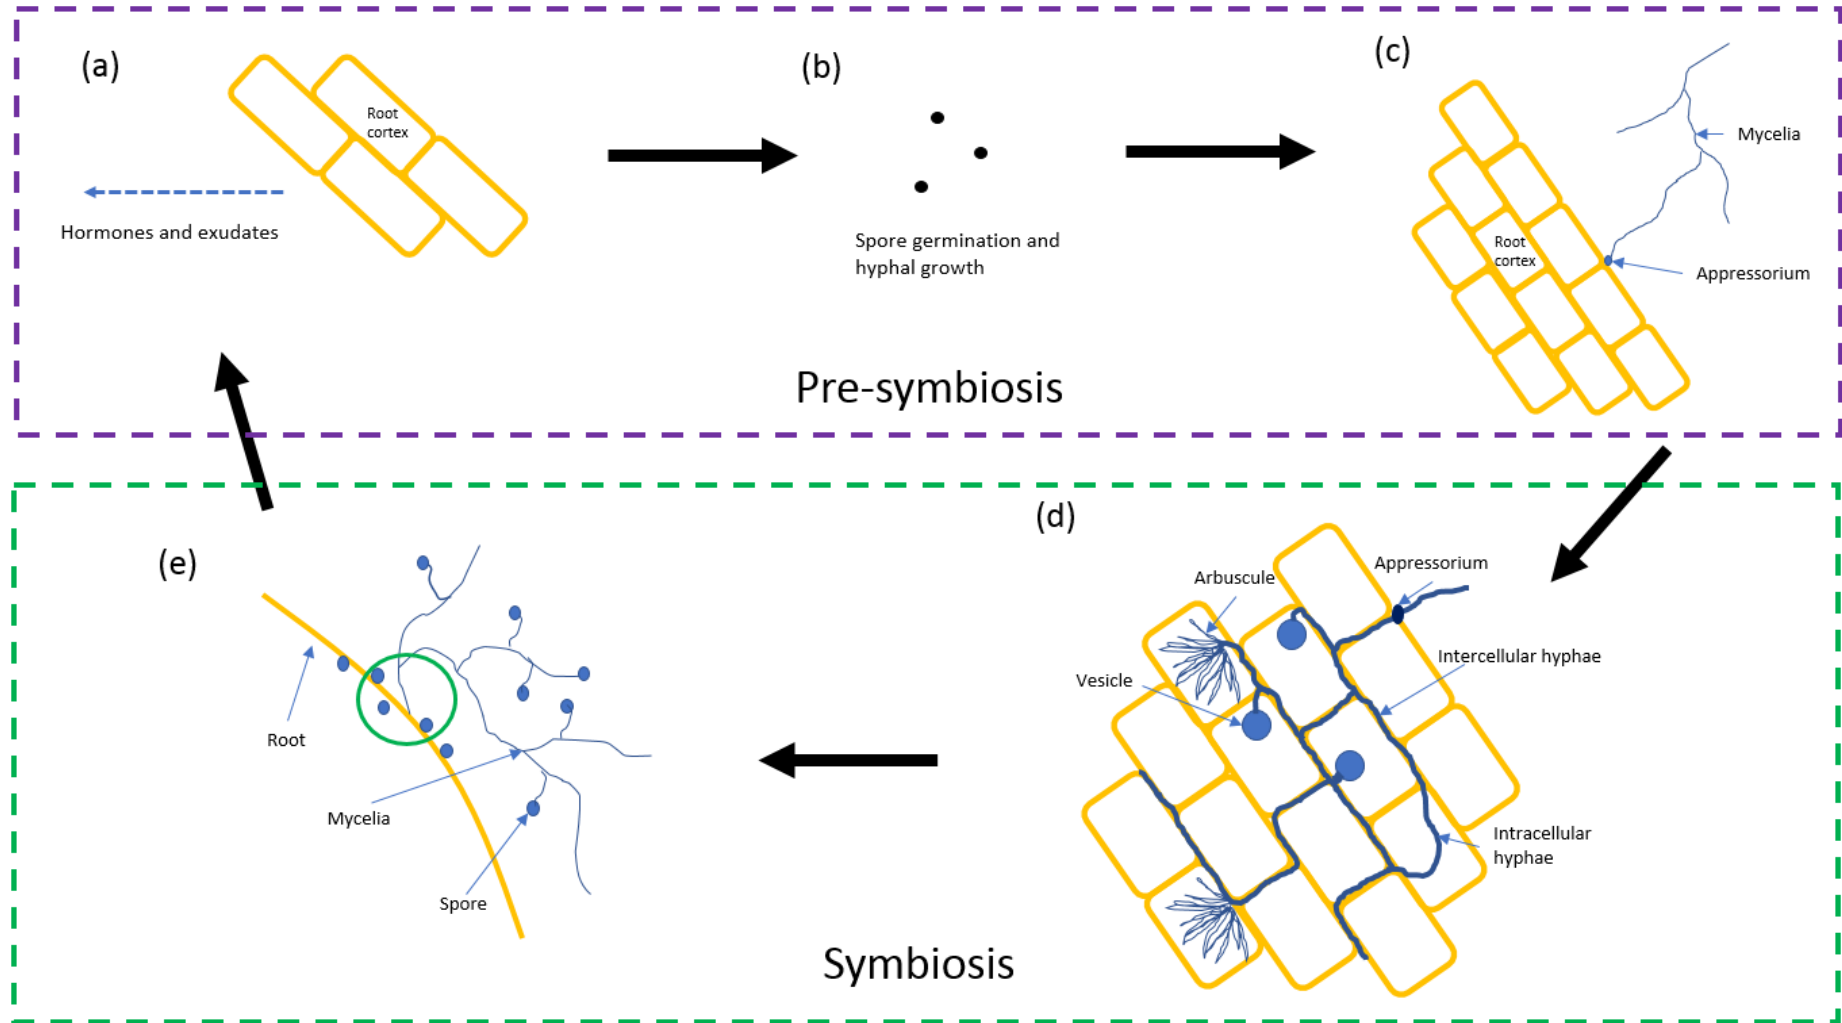 (a)
Root
cortex
Hormones and exudates
(b)
Spore germination and
hyphal growth
(c)
Mycelia
Root
cortex
Appressorium
Pre-symbiosis
(d)
Arbuscule
Appressorium
Vesicle
Intercellular hyphae
Intracellular
hyphae
(e)
Root
Mycelia
Spore
Symbiosis